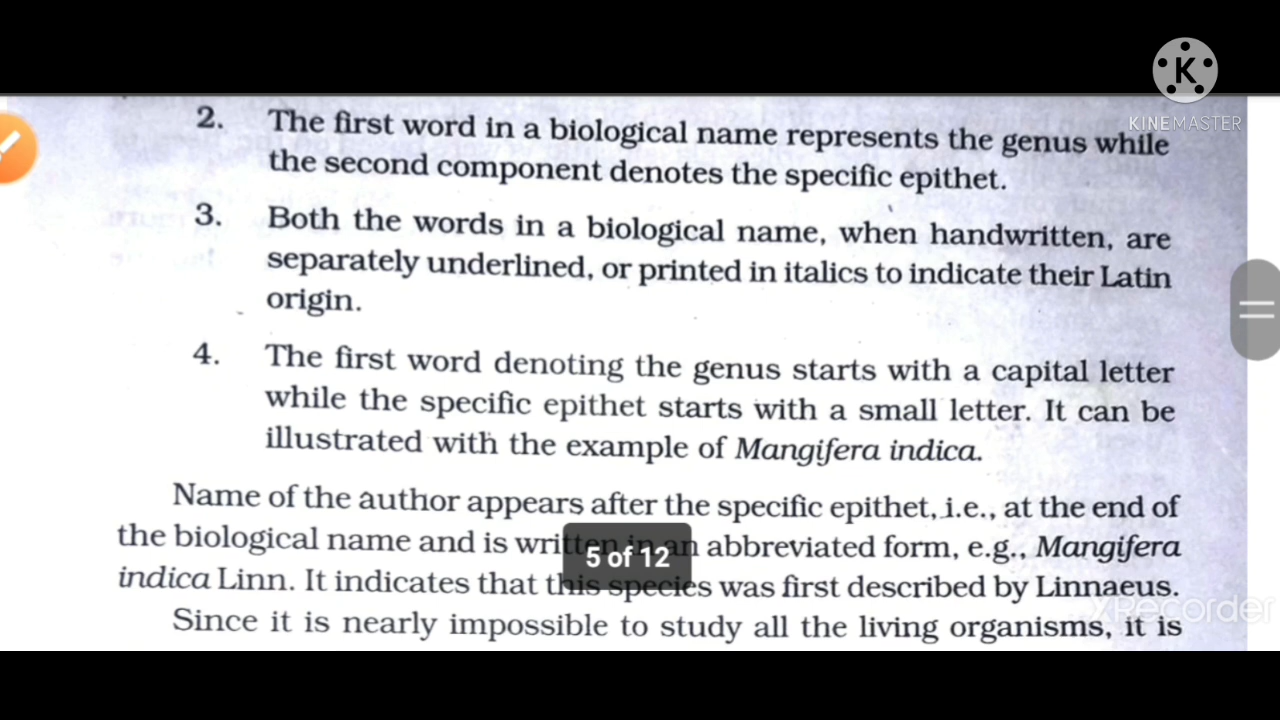 K
KINEMASTER
2. The first word in a biological name represents the genus while
the second component denotes the specific epithet.
3. Both the words in a biological name, when handwritten, are
separately underlined, or printed in italics to indicate their Latin
origin.
4. The first word denoting the genus starts with a capital letter
while the specific epithet starts with a small letter. It can be
illustrated with the example of Mangifera indica.
Name of the author appears after the specific epithet, i.e., at the end of
the biological name and is written in an abbreviated form, e.g., Mangifera
indica Linn. It indicates that this species was first described by Linnaeus.
Since it is nearly impossible to study all the living organisms, it is
5 of 12
XRecorder